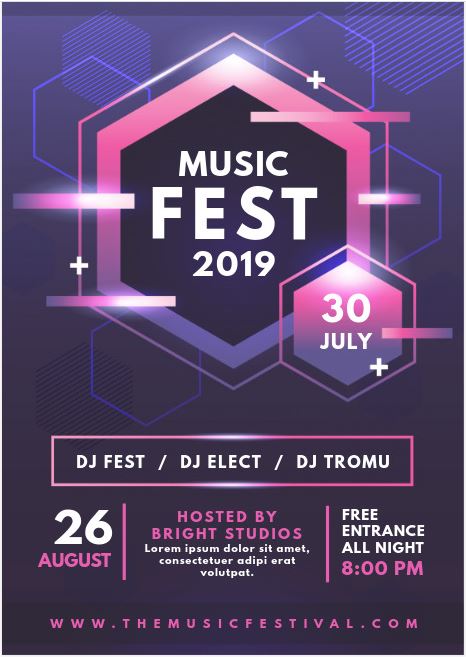 MUSIC
FEST
2019
30
JULY
DJ FEST / DJ ELECT / DJ TROMU
26
AUGUST
HOSTED BY
BRIGHT STUDIOS
Lorem ipsum dolor sit amet,
consectetuer adipi erat
volutpat.
FREE
ENTRANCE
ALL NIGHT
8:00 PM
WWW.THEMUSICFESTIVAL.COM